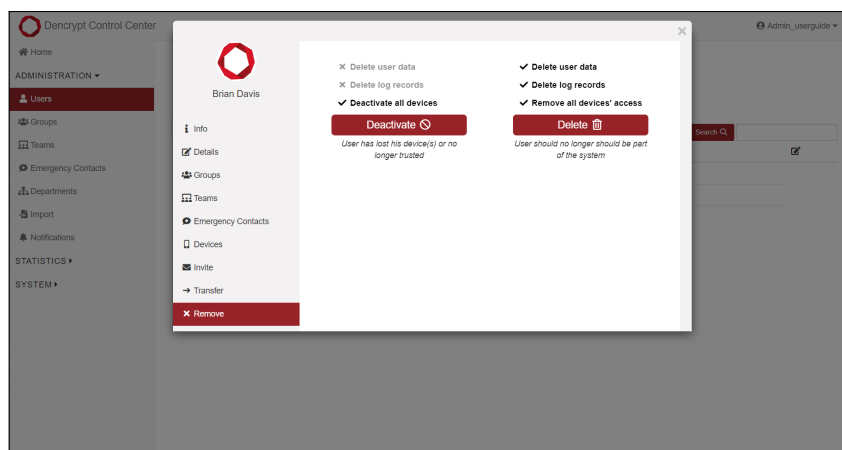 Dencrypt Control Center
Admin_userguide
Home
ADMINISTRATION
Users
Groups
Teams
Emergency Contacts
Departments
Import
Notifications
STATISTICS
SYSTEM
Search
Brian Davis
Info
Details
Groups
Teams
Emergency Contacts
Devices
Invite
Transfer
Remove
Delete user data
Delete log records
Deactivate all devices
Deactivate
User has lost his device(s) or no
longer trusted
Delete user data
Delete log records
Remove all devices' access
Delete
User should no longer should be part
of the system